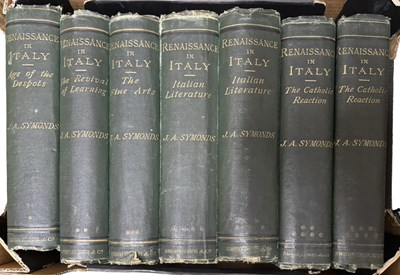 RENAISSANCE
IN
ITALY
Age of the
Despots
J.A. SYMONDS
RENAISSANCE
IN
ITALY
The Revival
of Learning
J.A. SYMONDS
RENAISSANCE
IN
ITALY
The
Fine Arts
J.A. SYMONDS
RENAISSANCE
IN
ITALY
Italian
Literature
J.A. SYMONDS
RENAISSANCE
IN
ITALY
Italian
Literature
J.A. SYMONDS
RENAISSANCE
IN
ITALY
The Catholic
Reaction
J.A. SYMONDS
RENAISSANCE
IN
ITALY
The Catholic
Reaction
J.A. SYMONDS